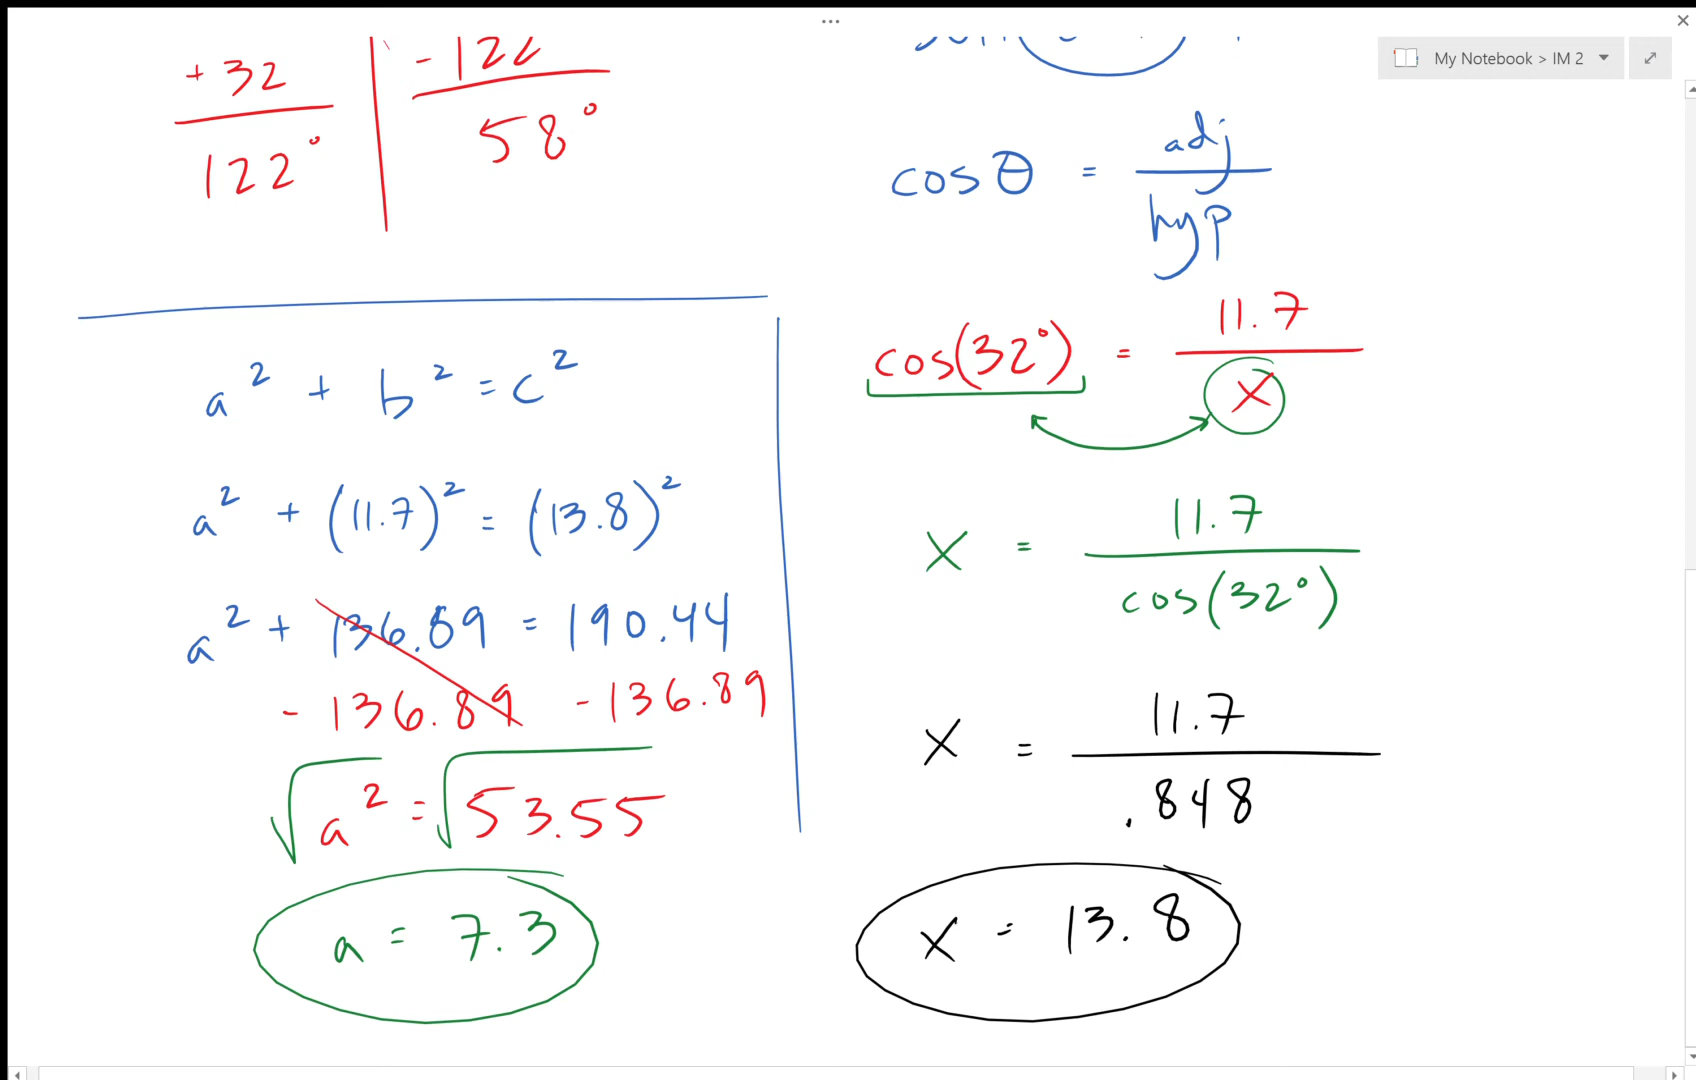 My Notebook > IM 2
+ 32
122°
- 122
58°
a² + b² = c²
a² + (11.7)² = (13.8)²
a² + 136.89 = 190.44
- 136.89 - 136.89
√a² = √53.55
a = 7.3
cos θ = adj / hyp
cos(32°) = 11.7 / x
x = 11.7 / cos(32°)
x = 11.7 / .848
x = 13.8